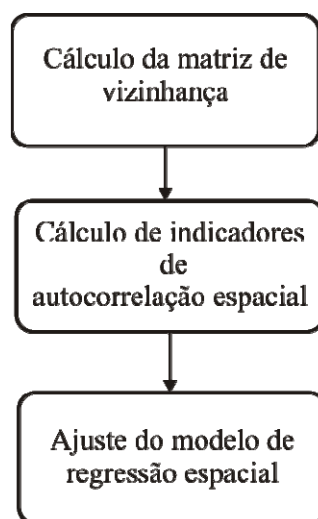 Cálculo da matriz de
vizinhança
Cálculo de indicadores
de
autocorrelação espacial
Ajuste do modelo de
regressão espacial